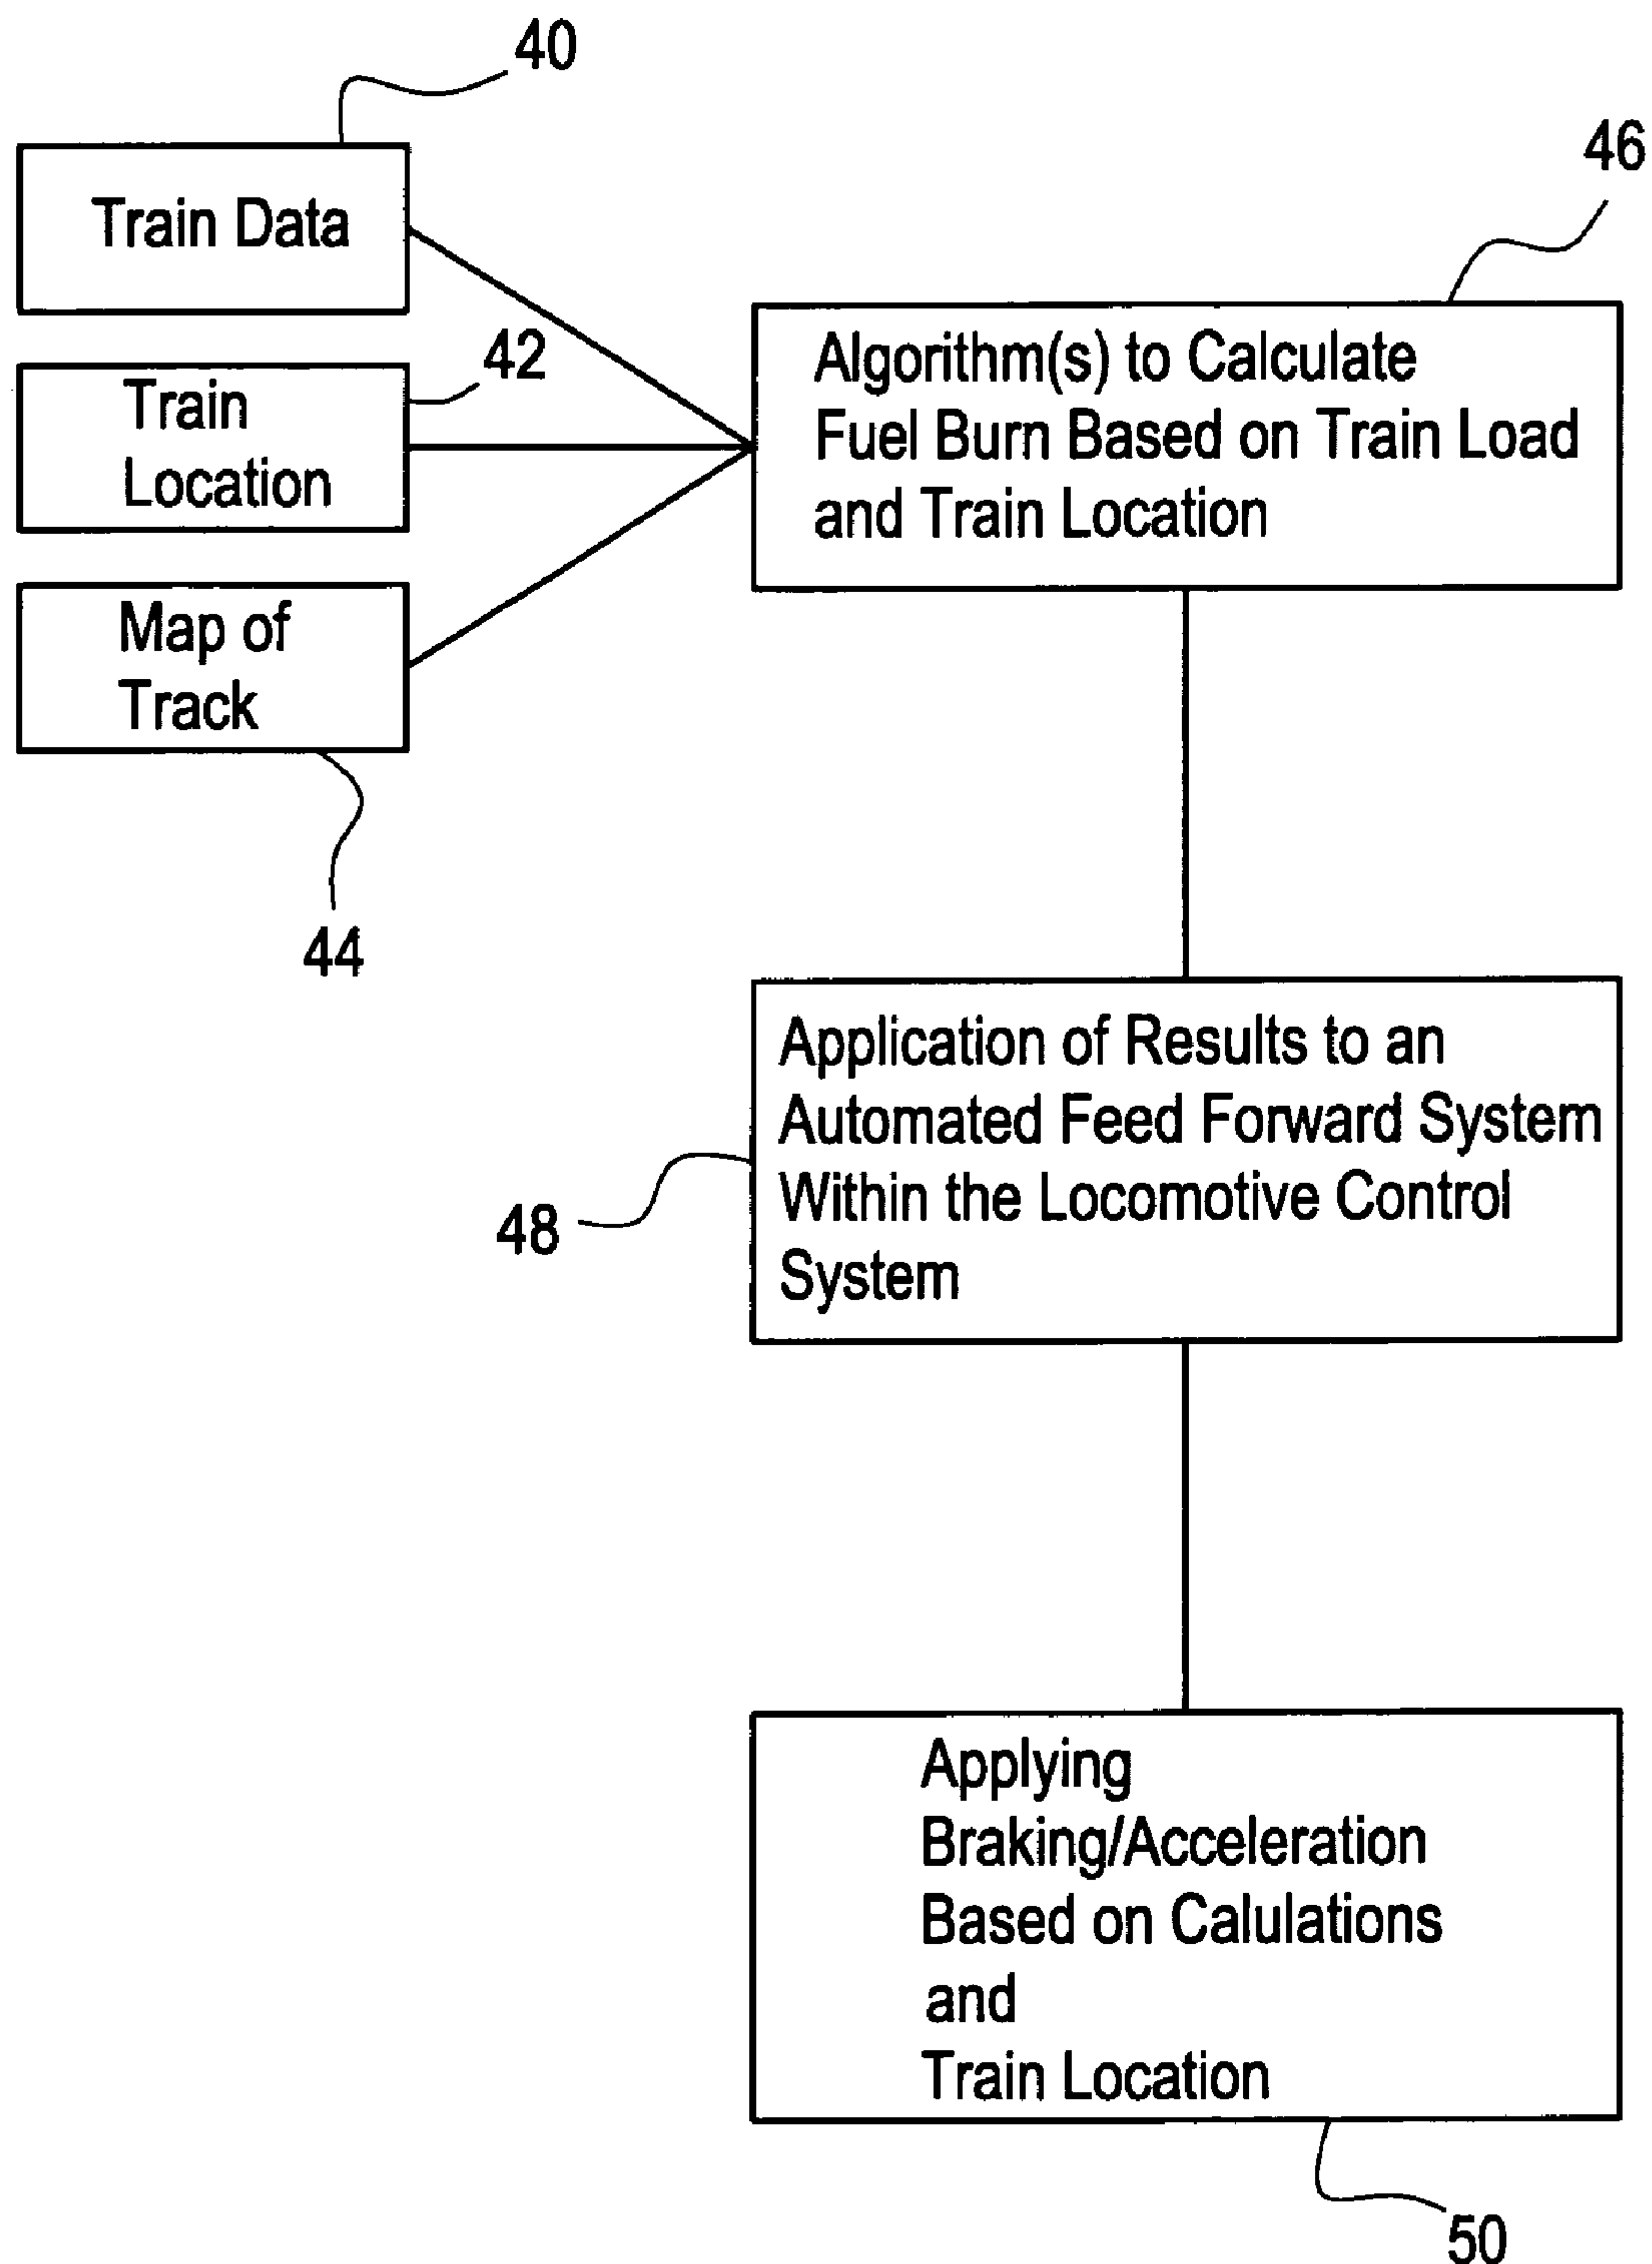 40
Train Data
42
Train
Location
Map of
Track
44
46
Algorithm(s) to Calculate
Fuel Burn Based on Train Load
and Train Location
48
Application of Results to an
Automated Feed Forward System
Within the Locomotive Control
System
Applying
Braking/Acceleration
Based on Calulations
and
Train Location
50